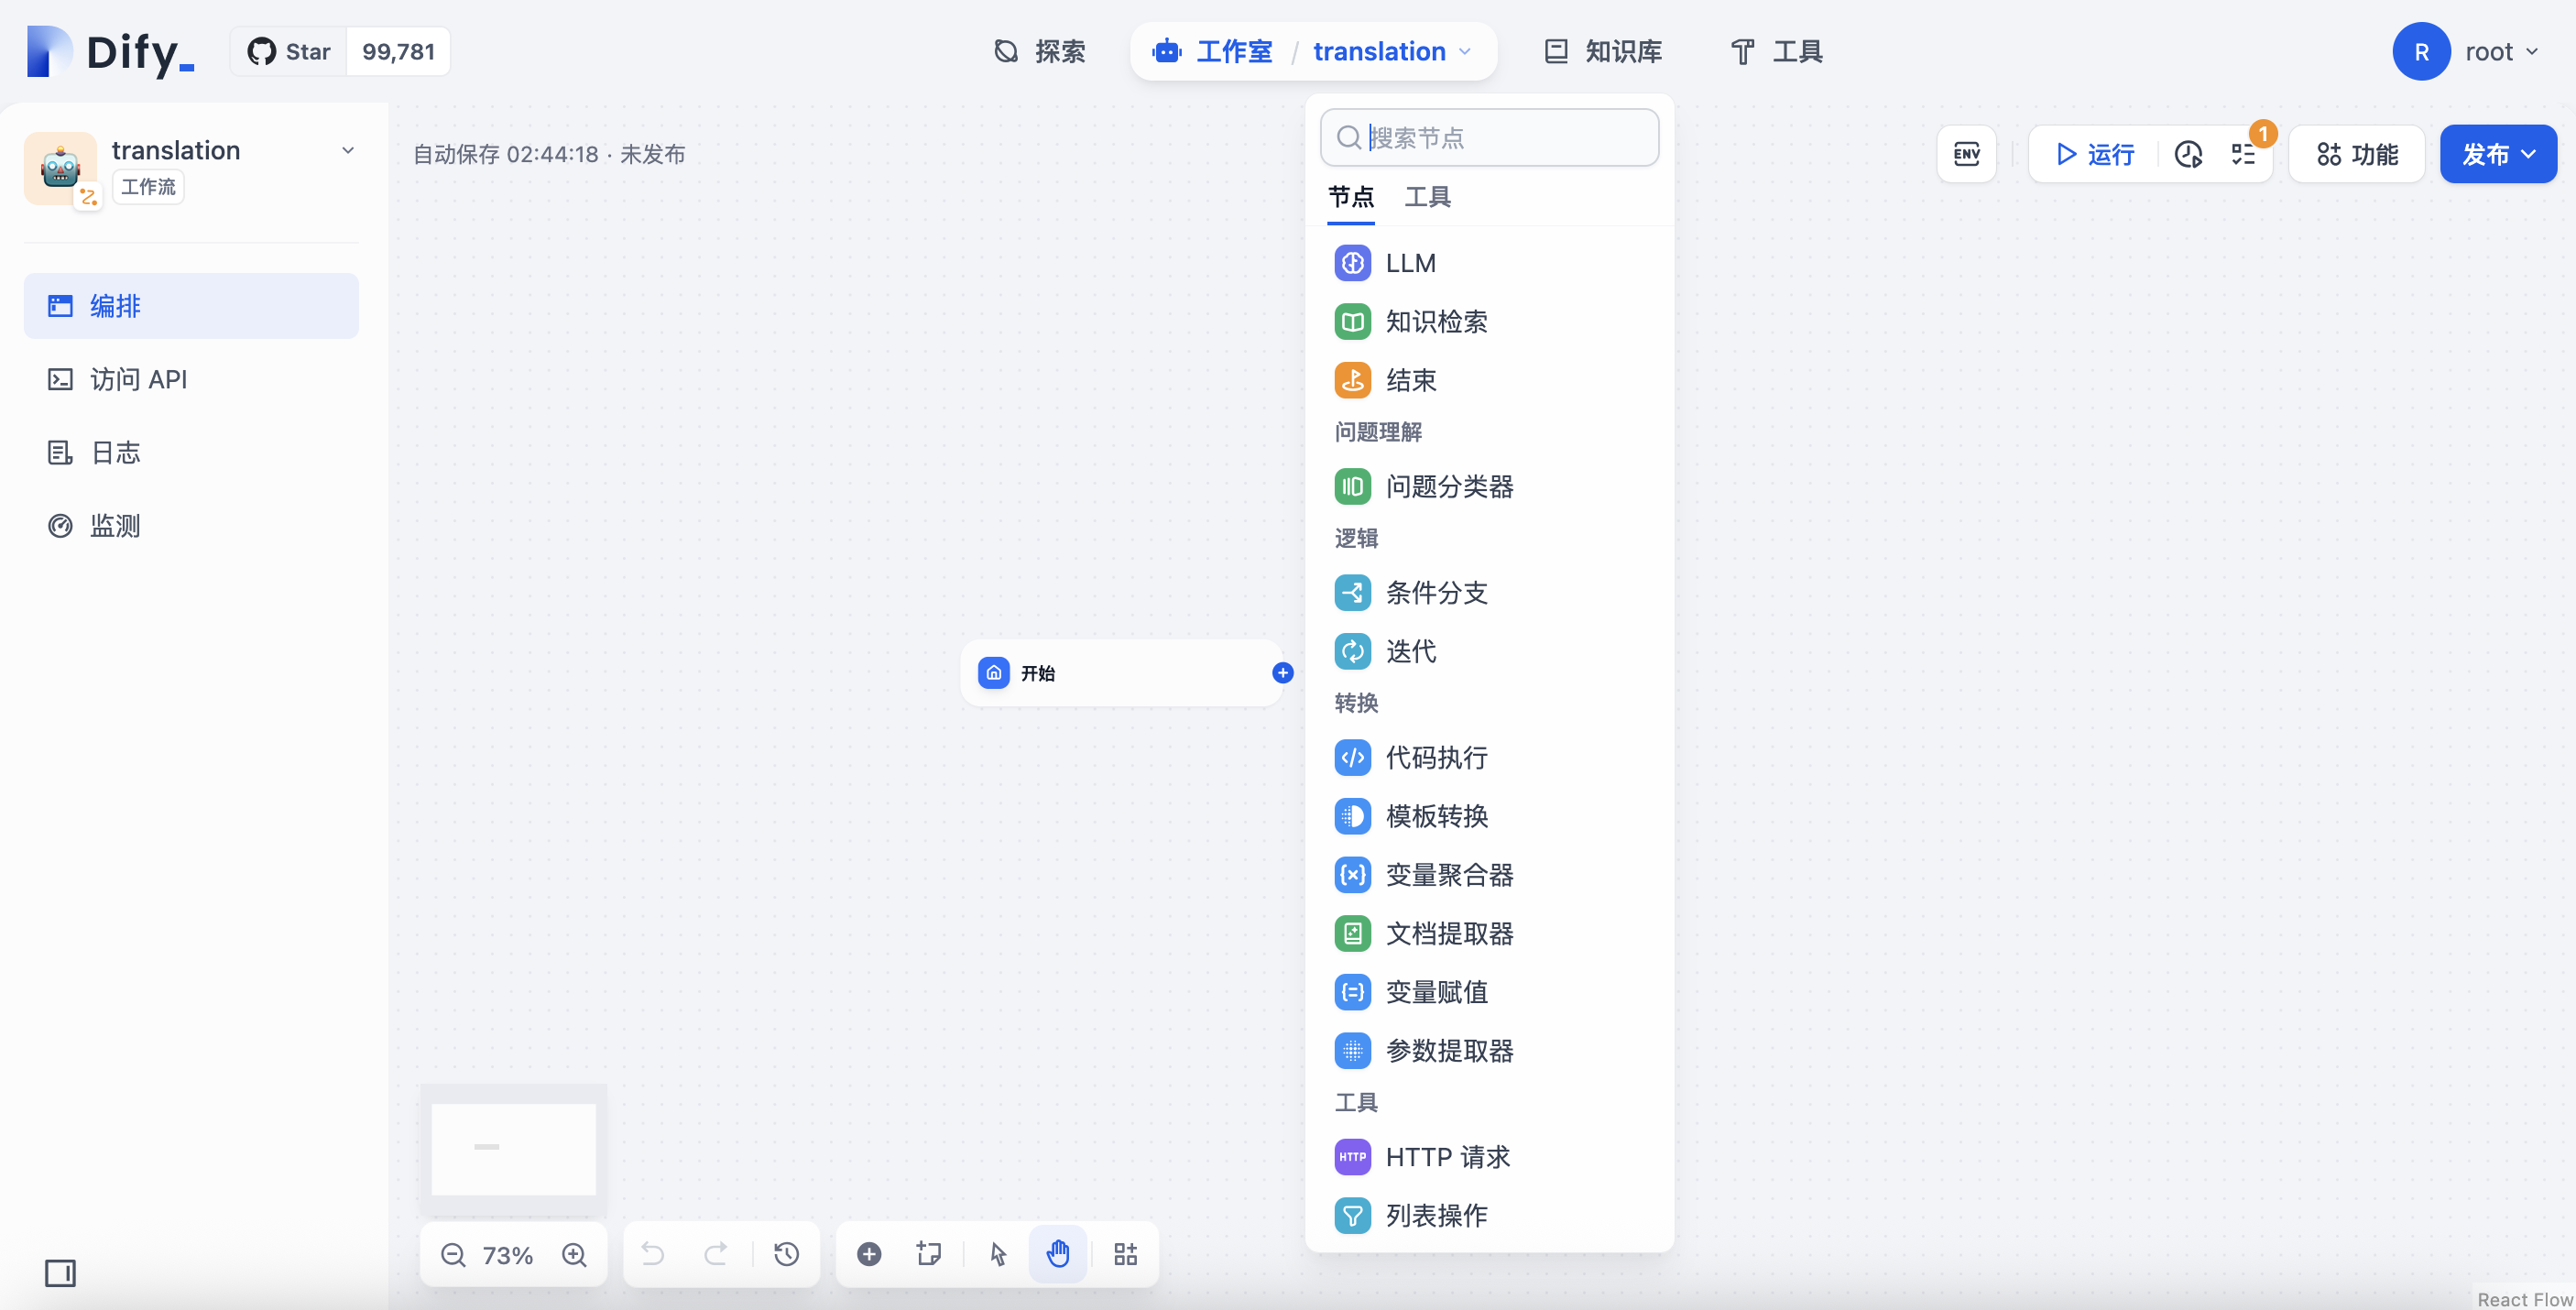 Dify_
Star 99,781
探索
工作室 / translation
知识库
工具
R root
translation
工作流
编排
访问 API
日志
监测
自动保存 02:44:18 · 未发布
ENV
运行
1
功能
发布
开始
搜索节点
节点 工具
LLM
知识检索
结束
问题理解
问题分类器
逻辑
条件分支
迭代
转换
代码执行
模板转换
变量聚合器
文档提取器
变量赋值
参数提取器
工具
HTTP HTTP 请求
列表操作
73%
React Flow